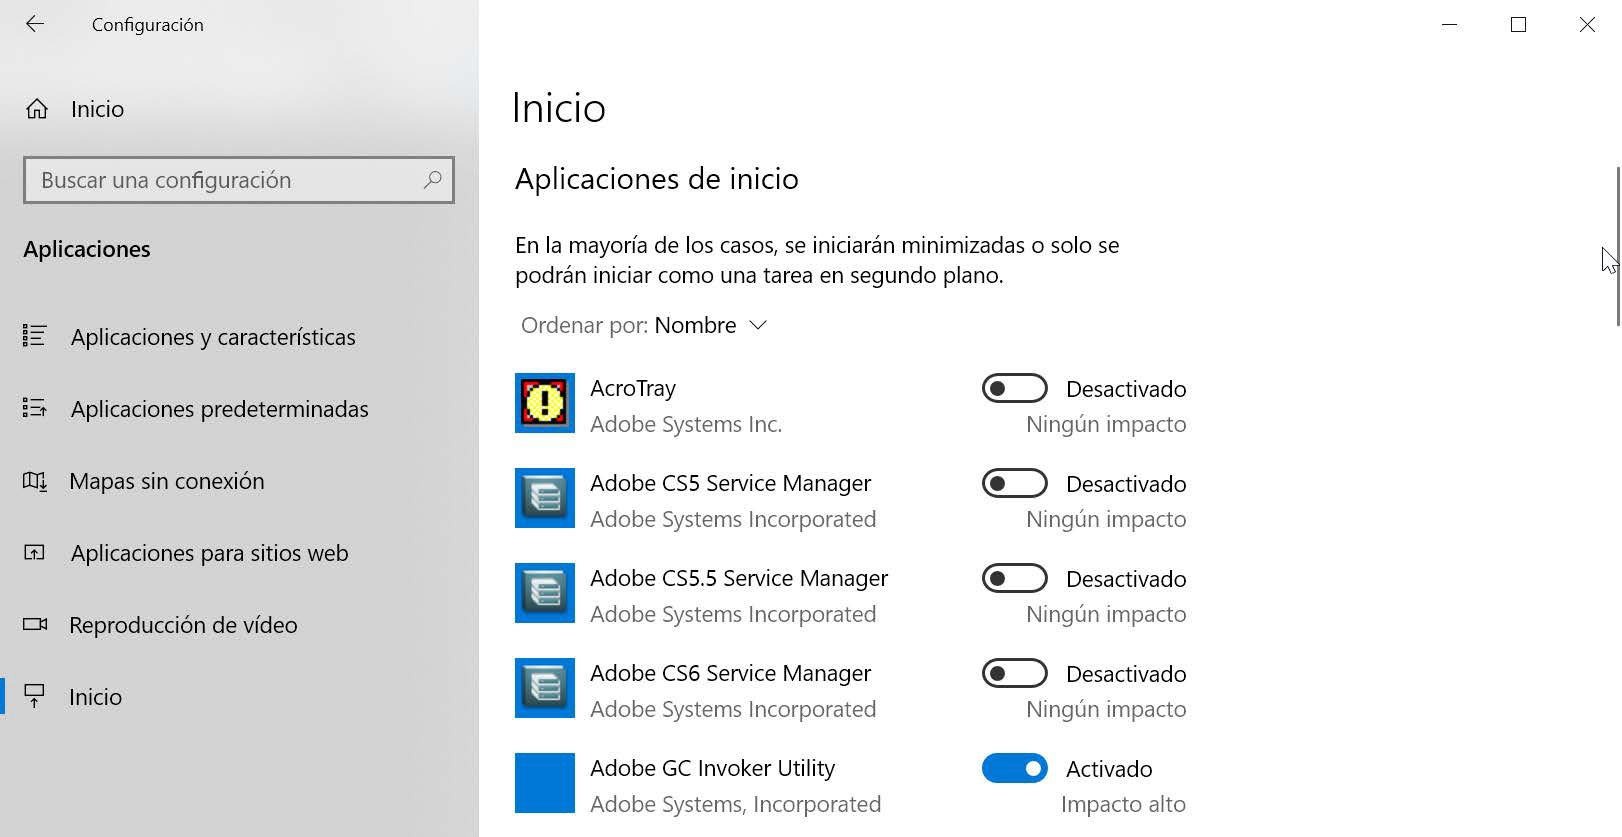 Configuración
Inicio
Buscar una configuración
Aplicaciones
Aplicaciones y características
Aplicaciones predeterminadas
Mapas sin conexión
Aplicaciones para sitios web
Reproducción de vídeo
Inicio
Inicio
Aplicaciones de inicio
En la mayoría de los casos, se iniciarán minimizadas o solo se
podrán iniciar como una tarea en segundo plano.
Ordenar por: Nombre
AcroTray
Desactivado
Adobe Systems Inc.
Ningún impacto
Adobe CS5 Service Manager
Desactivado
Adobe Systems Incorporated
Ningún impacto
Adobe CS5.5 Service Manager
Desactivado
Adobe Systems Incorporated
Ningún impacto
Adobe CS6 Service Manager
Desactivado
Adobe Systems Incorporated
Ningún impacto
Adobe GC Invoker Utility
Activado
Adobe Systems, Incorporated
Impacto alto